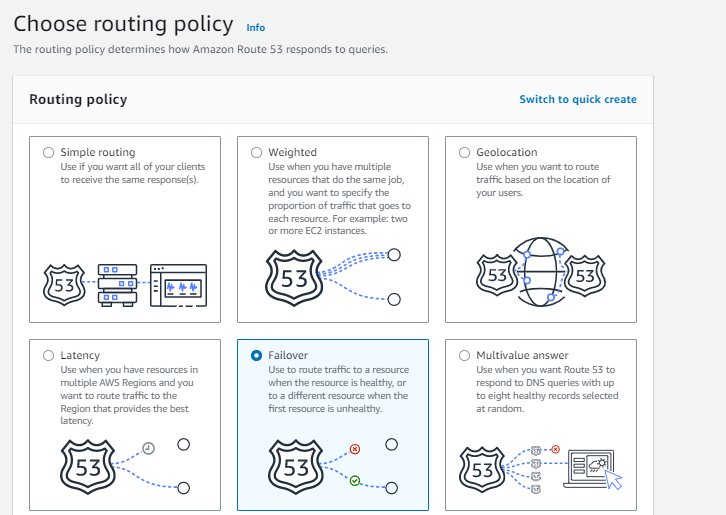 Choose routing policy Info
The routing policy determines how Amazon Route 53 responds to queries.
Routing policy
Switch to quick create
Simple routing
Use if you want all of your clients
to receive the same response(s).
53
Weighted
Use when you have multiple
resources that do the same job,
and you want to specify the
proportion of traffic that goes to
each resource. For example: two
or more EC2 instances.
53
Geolocation
Use when you want to route
traffic based on the location of
your users.
53 53
Latency
Use when you have resources in
multiple AWS Regions and you
want to route traffic to the
Region that provides the best
latency.
53
Failover
Use to route traffic to a resource
when the resource is healthy, or
to a different resource when the
first resource is unhealthy.
53
Multivalue answer
Use when you want Route 53 to
respond to DNS queries with up
to eight healthy records selected
at random.
53